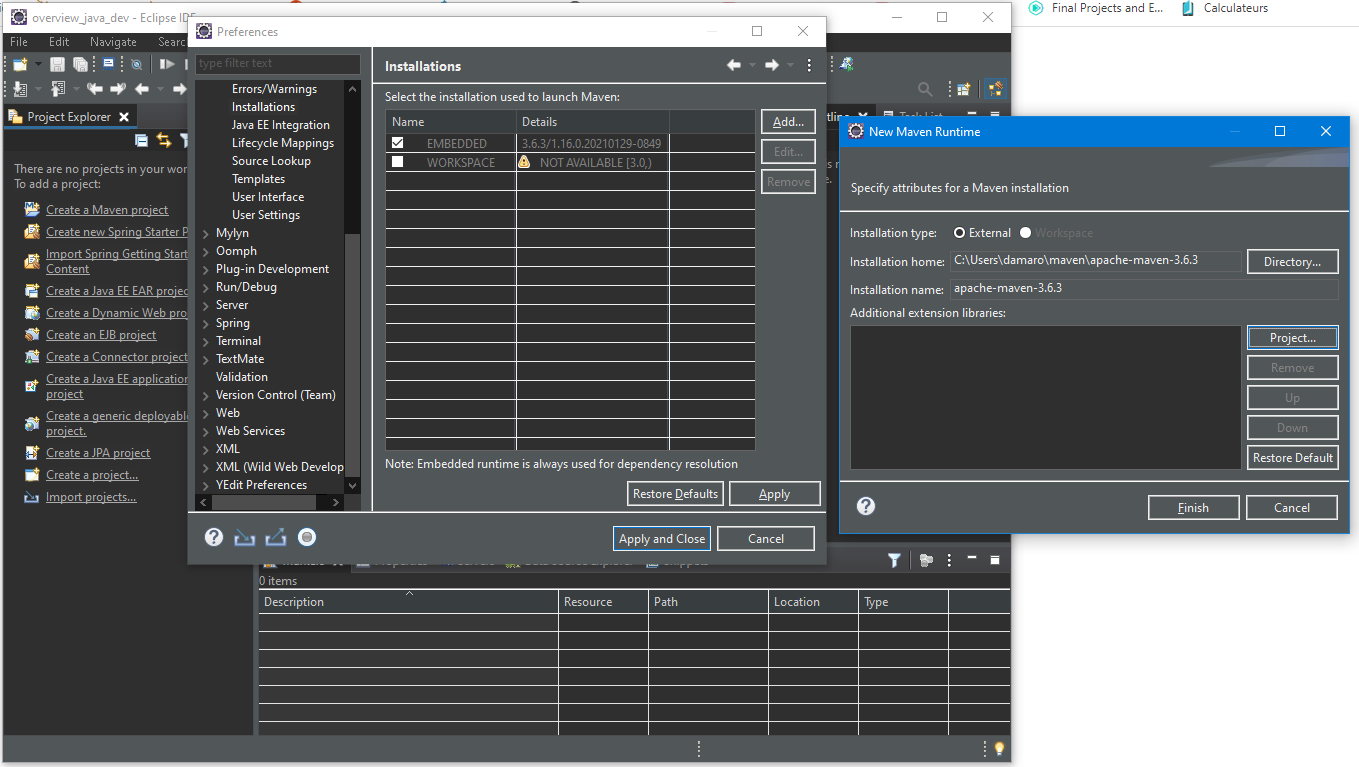 overview_java_dev - Eclipse IDE
Final Projects and E...
Calculateurs
File Edit Navigate Searc
Project Explorer
There are no projects in your work
To add a project:
Create a Maven project
Create new Spring Starter P
Import Spring Getting Start
Content
Create a Java EE EAR projec
Create a Dynamic Web proj
Create an EJB project
Create a Connector project
Create a Java EE application
project
Create a generic deployable
project.
Create a JPA project
Create a project...
Import projects...
Preferences
type filter text
Errors/Warnings
Installations
Java EE Integration
Lifecycle Mappings
Source Lookup
Templates
User Interface
User Settings
Mylyn
Oomph
Plug-in Development
Run/Debug
Server
Spring
Terminal
TextMate
Validation
Version Control (Team)
Web
Web Services
XML
XML (Wild Web Develop
YEdit Preferences
Installations
Select the installation used to launch Maven:
Name Details
EMBEDDED 3.6.3/1.16.0.20210129-0849
WORKSPACE NOT AVAILABLE [3.0,)
Add...
Edit...
Remove
Note: Embedded runtime is always used for dependency resolution
Restore Defaults Apply
Apply and Close Cancel
Task List
New Maven Runtime
Specify attributes for a Maven installation
Installation type: External Workspace
Installation home: C:\Users\damaro\maven\apache-maven-3.6.3 Directory...
Installation name: apache-maven-3.6.3
Additional extension libraries:
Project...
Remove
Up
Down
Restore Default
Finish Cancel
0 items
Description Resource Path Location Type